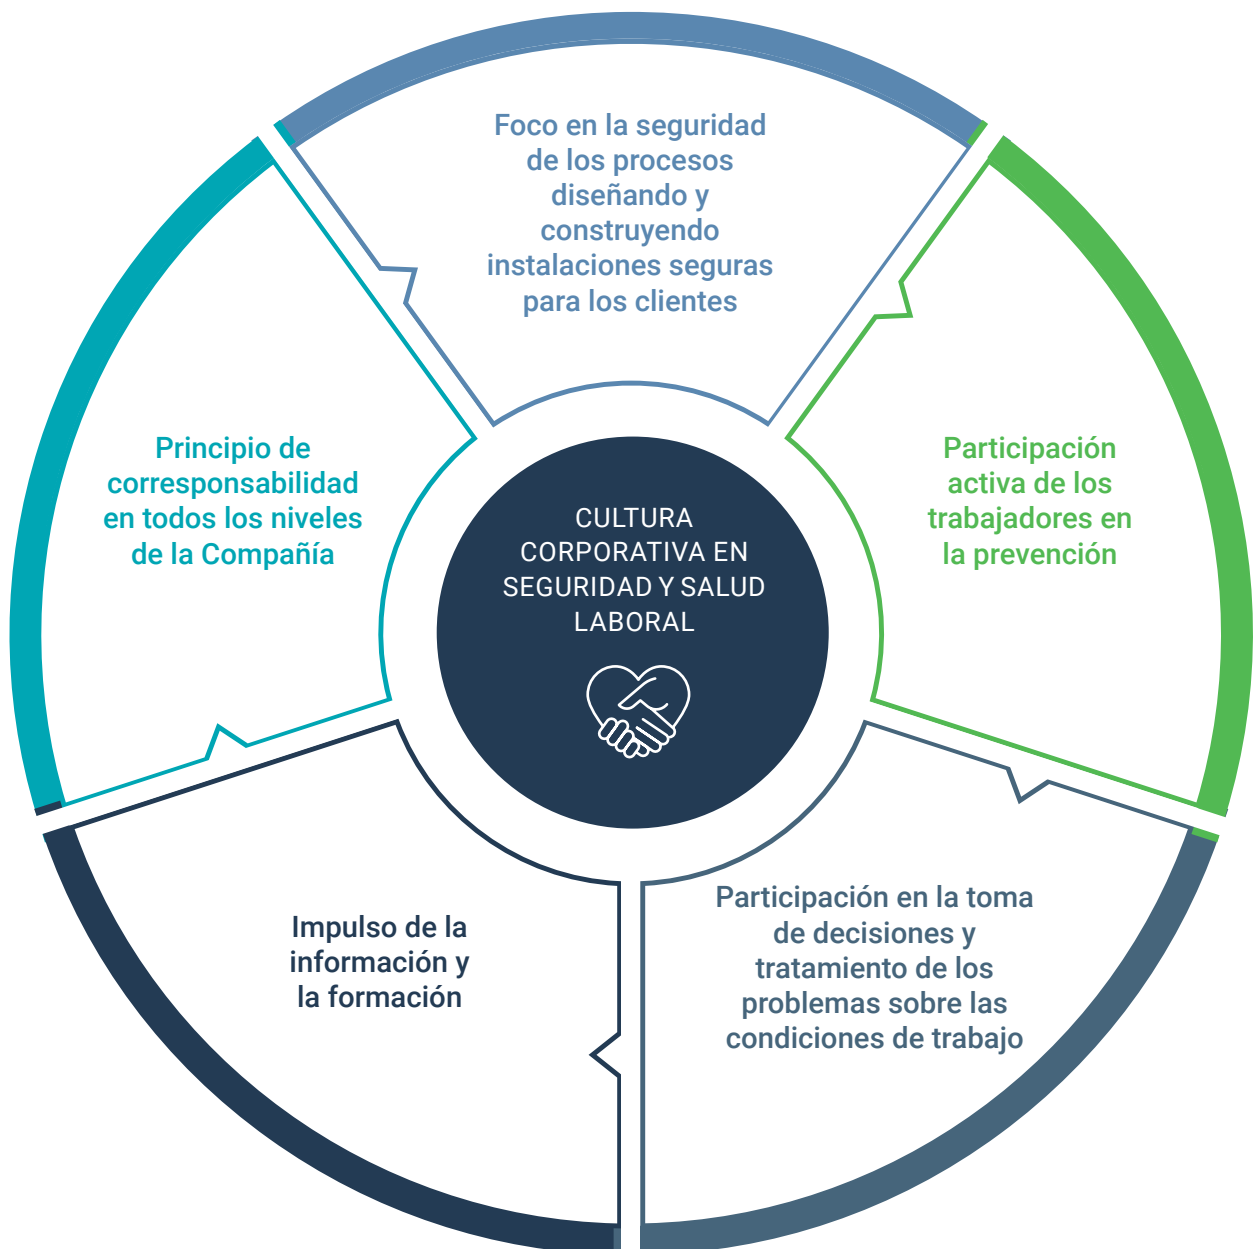 Foco en la seguridad
de los procesos
diseñando y
construyendo
instalaciones seguras
para los clientes
Principio de
corresponsabilidad
en todos los niveles
de la Compañía
Participación
activa de los
trabajadores en
la prevención
CULTURA
CORPORATIVA EN
SEGURIDAD Y SALUD
LABORAL
Impulso de la
información y
la formación
Participación en la toma
de decisiones y
tratamiento de los
problemas sobre las
condiciones de trabajo